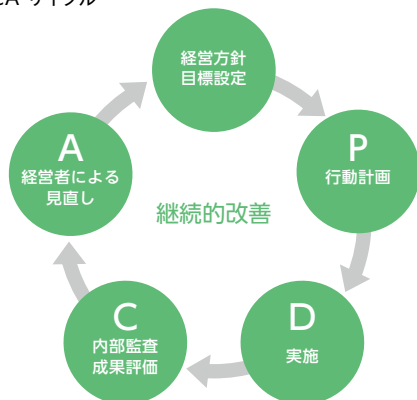 経営方針
目標設定
P
行動計画
D
実施
C
内部監査
成果評価
A
経営者による
見直し
継続的改善